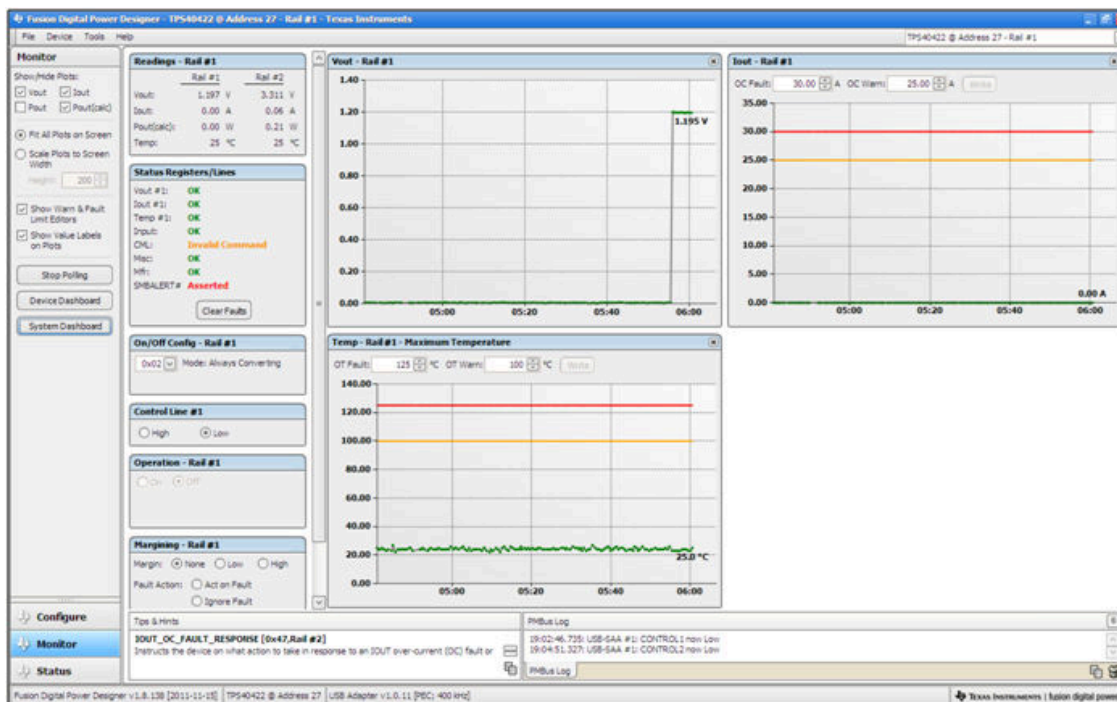 Fusion Digital Power Designer - TPS40422 @ Address 27 - Rail #1 - Texas Instruments
File Device Tools Help
TPS40422 @ Address 27 - Rail #1
Monitor
Show/Hide Plots:
Vout Iout
Pout Pout(calc)
Fit All Plots on Screen
Scale Plots to Screen
Width
Height: 200
Show Warn & Fault
Limit Editors
Show Value Labels
on Plots
Stop Polling
Device Dashboard
System Dashboard
Configure
Monitor
Status
Readings - Rail #1
Rail #1 Rail #2
Vout: 1.197 V 3.311 V
Iout: 0.00 A 0.06 A
Pout(calc): 0.00 W 0.21 W
Temp: 25 °C 25 °C
Status Registers/Lines
Vout #1: OK
Iout #1: OK
Temp #1: OK
Input: OK
CML: Invalid Command
Misc: OK
Mfr: OK
SMBALERT# Asserted
Clear Faults
On/Off Config - Rail #1
0x02 Mode: Always Converting
Control Line #1
High Low
Operation - Rail #1
On Off
Margining - Rail #1
Margin: None Low High
Fault Action: Act on Fault
Ignore Fault
Vout - Rail #1
1.40
1.20
1.195 V
1.00
0.80
0.60
0.40
0.20
0.00
05:00 05:20 05:40 06:00
Iout - Rail #1
OC Fault: 30.00 A OC Warn: 25.00 A Write
35.00
30.00
25.00
20.00
15.00
10.00
5.00
0.00 A
0.00
05:00 05:20 05:40 06:00
Temp - Rail #1 - Maximum Temperature
OT Fault: 125 °C OT Warn: 100 °C Write
140.00
120.00
100.00
80.00
60.00
40.00
20.00
25.0 °C
0.00
05:00 05:20 05:40 06:00
Tips & Hints
IOUT_OC_FAULT_RESPONSE [0x47,Rail #2]
Instructs the device on what action to take in response to an IOUT over-current (OC) fault or
PMBus Log
19:02:46.735: USB-SAA #1: CONTROL1 now Low
19:04:51.327: USB-SAA #1: CONTROL2 now Low
PMBus Log
Fusion Digital Power Designer v1.8.138 [2011-11-15] TPS40422 @ Address 27 USB Adapter v1.0.11 [PEC; 400 kHz]
TEXAS INSTRUMENTS | fusion digital power